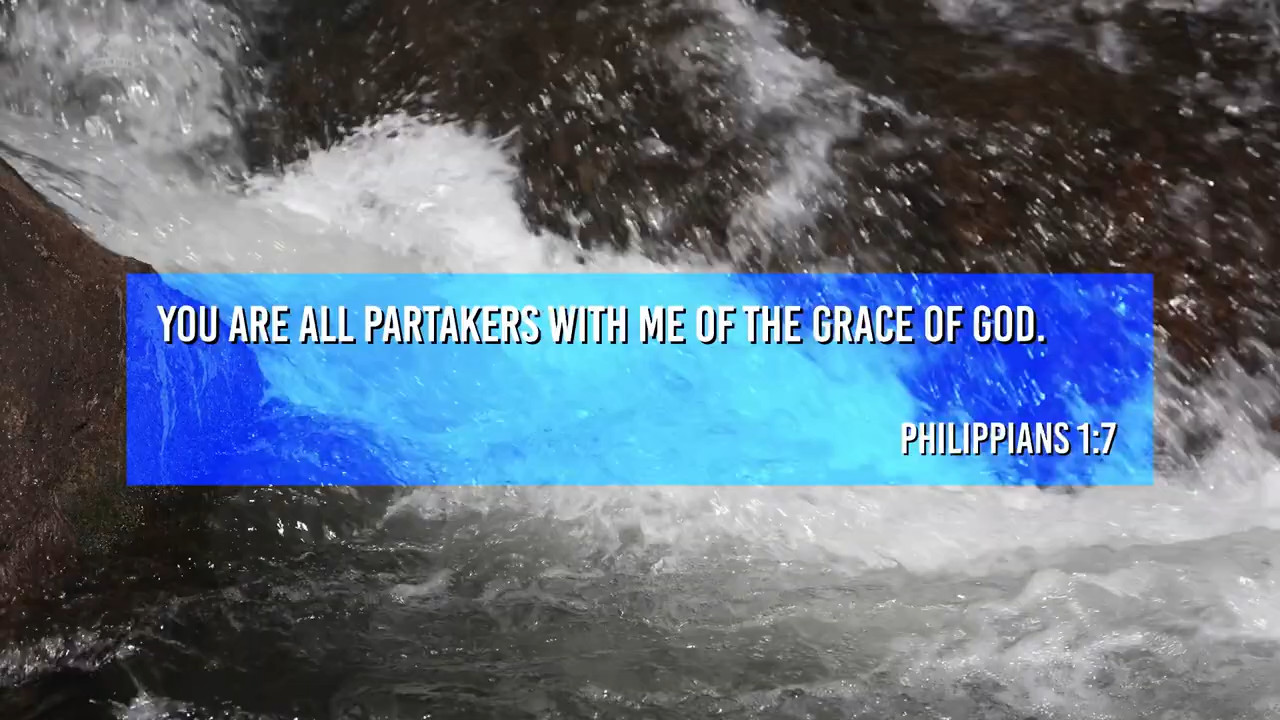 YOU ARE ALL PARTAKERS WITH ME OF THE GRACE OF GOD.
PHILIPPIANS 1:7